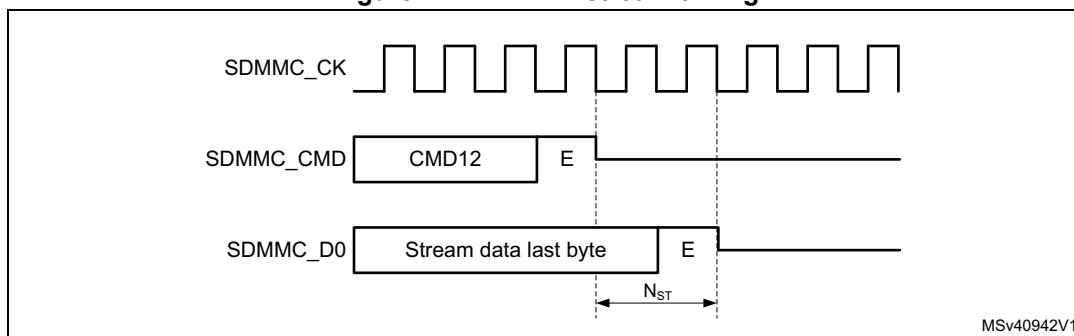 SDMMC_CK
SDMMC_CMD
CMD12
E
SDMMC_D0
Stream data last byte
E
NST
MSv40942V1